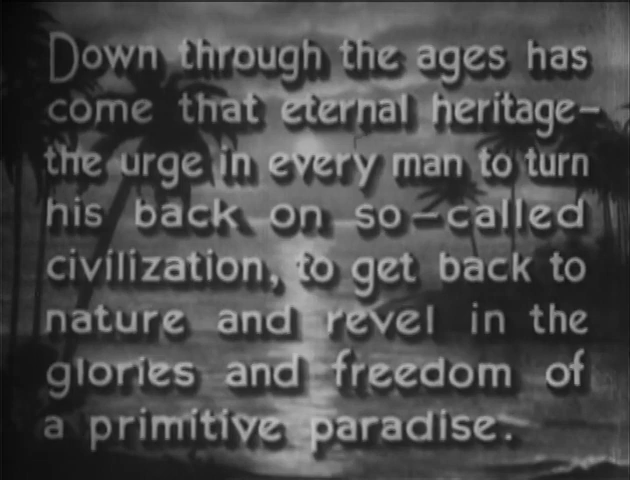 Down through the ages has
come that eternal heritage—
the urge in every man to turn
his back on so—called
civilization, to get back to
nature and revel in the
glories and freedom of
a primitive paradise.